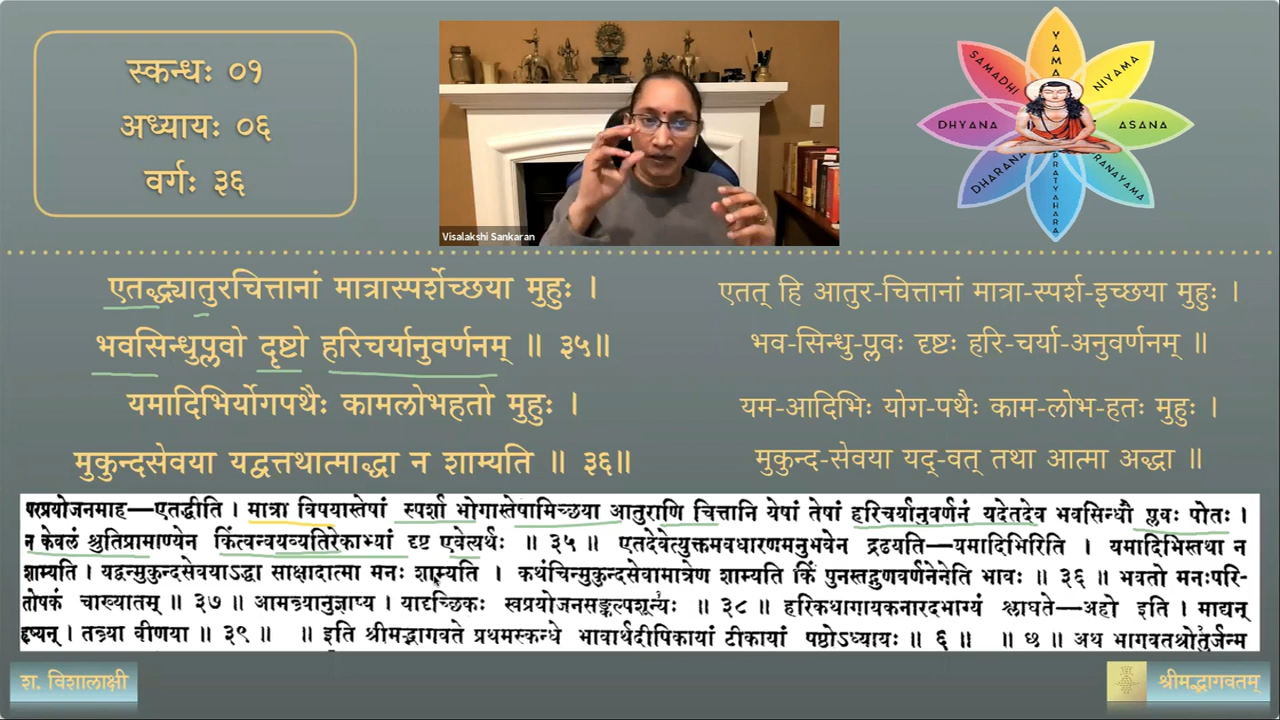 स्कन्धः ०१
अध्यायः ०६
वर्गः ३६
Visalakshi Sankaran
YAMA
NIYAMA
ASANA
PRANAYAMA
PRATYAHARA
DHARANA
DHYANA
SAMADHI
एतद्ध्यातुरचित्तानां मात्रास्पर्शेच्छया मुहुः ।
भवसिन्धुप्लवो दृष्टो हरिचर्यानुवर्णनम् ॥ ३५॥
यमादिभिर्योगपथैः कामलोभहतो मुहुः ।
मुकुन्दसेवया यद्वत्तथात्माद्धा न शाम्यति ॥ ३६॥
एतत् हि आतुर-चित्तानां मात्रा-स्पर्श-इच्छया मुहुः ।
भव-सिन्धु-प्लवः दृष्टः हरि-चर्या-अनुवर्णनम् ॥
यम-आदिभिः योग-पथैः काम-लोभ-हतः मुहुः ।
मुकुन्द-सेवया यद्-वत् तथा आत्मा अद्धा ॥
परप्रयोजनमाह—एतद्धीति । मात्रा विषयास्तेषां स्पर्शा भोगास्तेषामिच्छया आतुराणि चित्तानि येषां तेषां हरिचर्यानुवर्णनं यदेतदेव भवसिन्धौ प्लवः पोतः ।
न केवलं श्रुतिप्रामाण्येन किंत्वन्वयव्यतिरेकाभ्यां दृष्ट एवेत्यर्थः ॥ ३५ ॥ एतदेवेत्युक्तमवधारणमनुभवेन द्रढयति—यमादिभिरिति । यमादिभिस्तथा न
शाम्यति । यद्वन्मुकुन्दसेवयाऽद्धा साक्षादात्मा मनः शाम्यति । कथंचिन्मुकुन्दसेवामात्रेण शाम्यति किं पुनस्तद्गुणवर्णनेनेति भावः ॥ ३६ ॥ भवतो मनःपरि-
तोषकं चाख्यातम् ॥ ३७ ॥ आमन्त्र्यानुज्ञाप्य । यादृच्छिकः स्वप्रयोजनसङ्कल्पशून्यः ॥ ३८ ॥ हरिकथागायकनारदभाग्यं श्लाघते—अहो इति । माद्यन्
हृष्यन् । तन्त्र्या वीणया ॥ ३९ ॥ ॥ इति श्रीमद्भागवते प्रथमस्कन्धे भावार्थदीपिकायां टीकायां षष्ठोऽध्यायः ॥ ६ ॥ ॥ छ ॥ अथ भागवतश्रोतुर्जन्म
श. विशालाक्षी
श्रीमद्भागवतम्